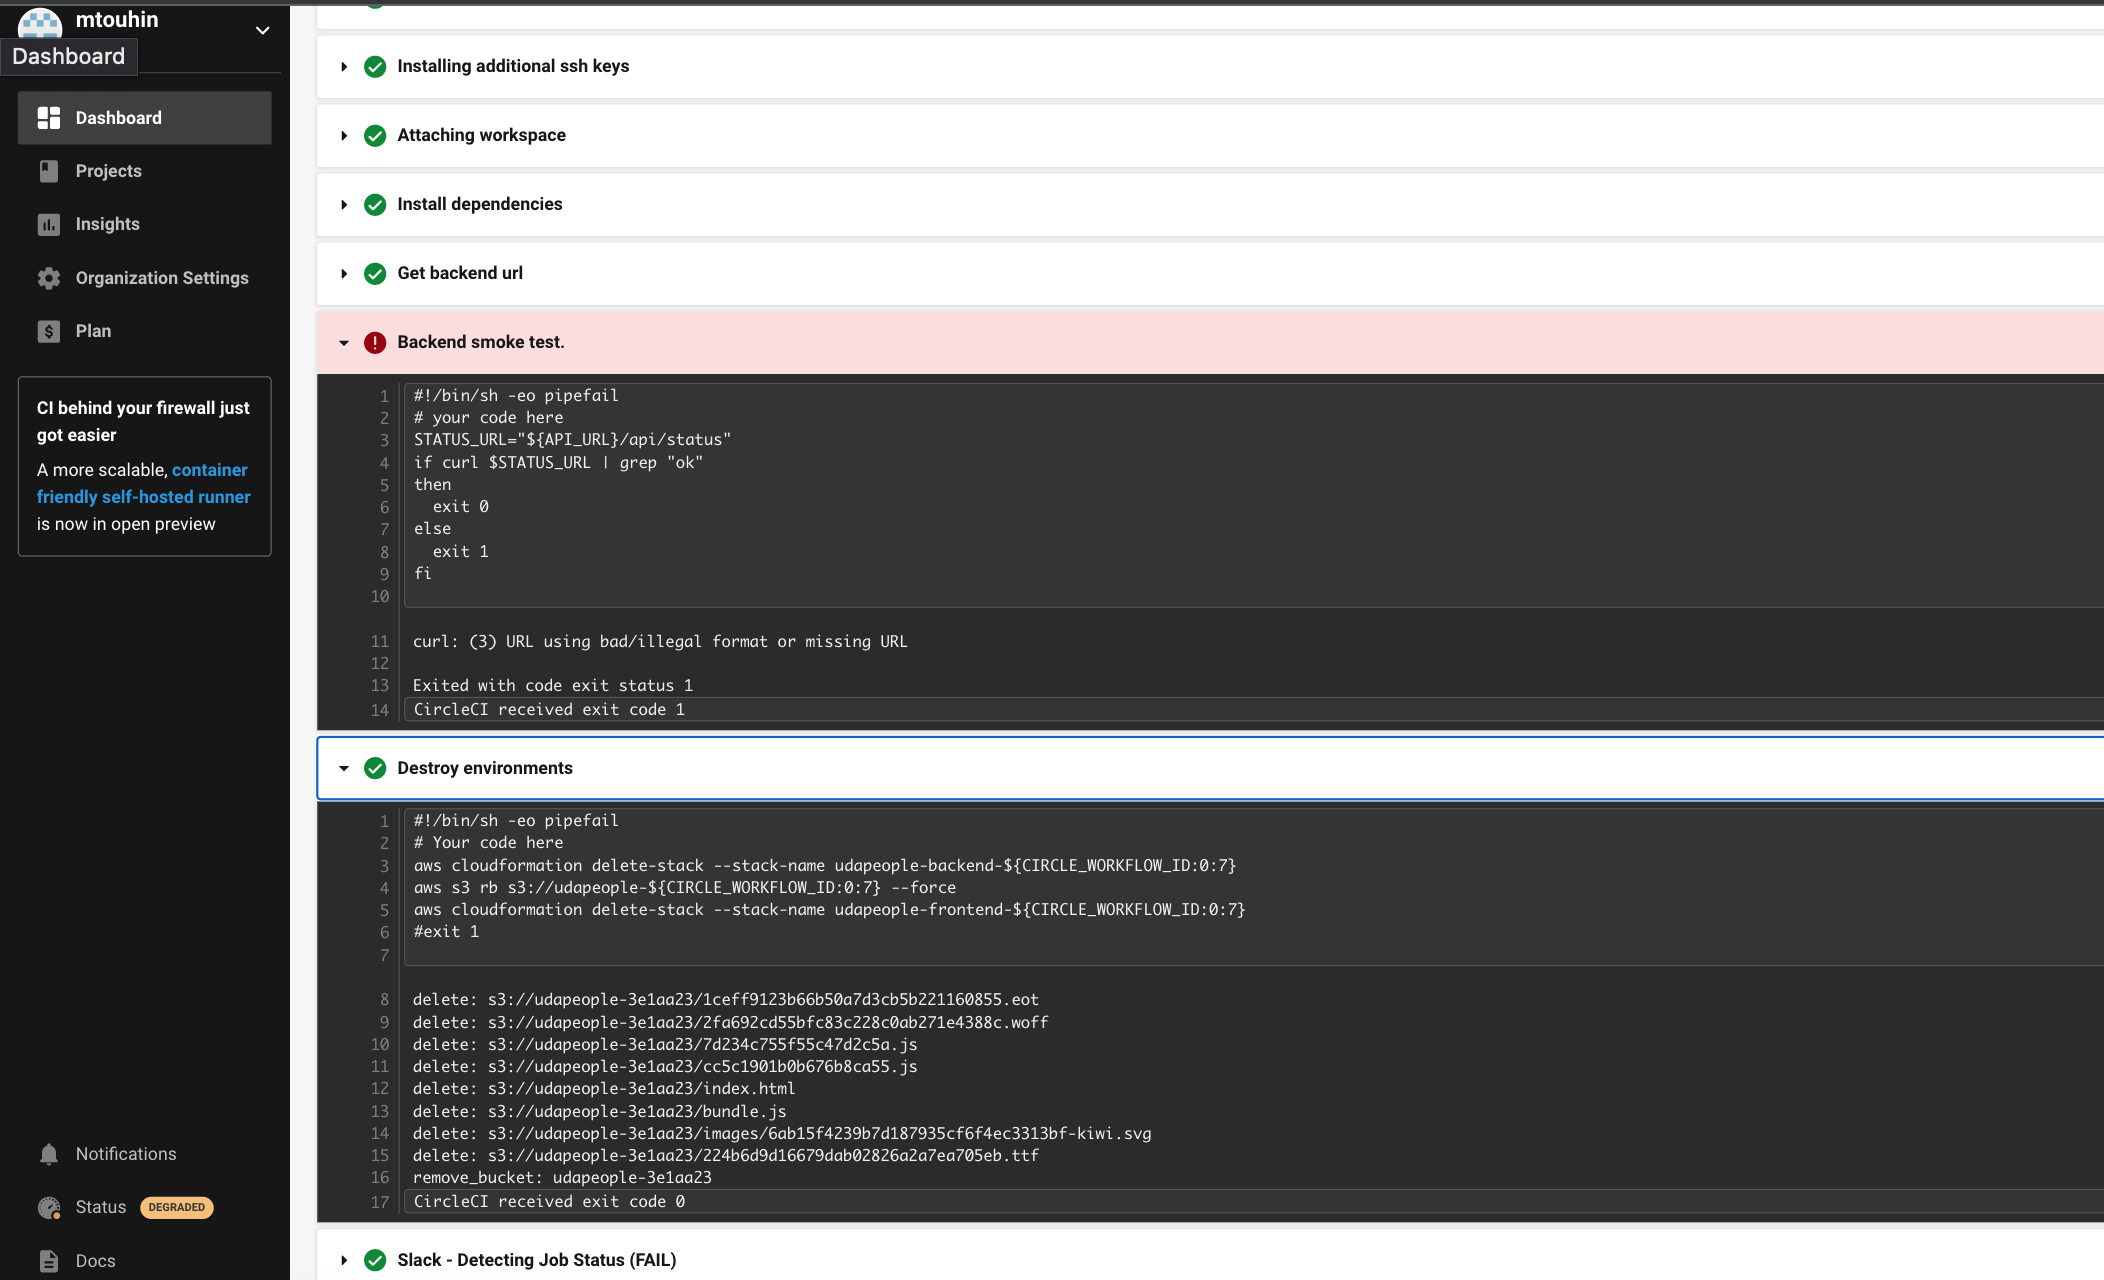 mtouhin
Dashboard
Dashboard
Projects
Insights
Organization Settings
Plan
CI behind your firewall just
got easier
A more scalable, container
friendly self-hosted runner
is now in open preview
Notifications
Status DEGRADED
Docs
Installing additional ssh keys
Attaching workspace
Install dependencies
Get backend url
Backend smoke test.
1 #!/bin/sh -eo pipefail
2 # your code here
3 STATUS_URL="${API_URL}/api/status"
4 if curl $STATUS_URL | grep "ok"
5 then
6 exit 0
7 else
8 exit 1
9 fi
10
11 curl: (3) URL using bad/illegal format or missing URL
12
13 Exited with code exit status 1
14 CircleCI received exit code 1
Destroy environments
1 #!/bin/sh -eo pipefail
2 # Your code here
3 aws cloudformation delete-stack --stack-name udapeople-backend-${CIRCLE_WORKFLOW_ID:0:7}
4 aws s3 rb s3://udapeople-${CIRCLE_WORKFLOW_ID:0:7} --force
5 aws cloudformation delete-stack --stack-name udapeople-frontend-${CIRCLE_WORKFLOW_ID:0:7}
6 #exit 1
7
8 delete: s3://udapeople-3e1aa23/1ceff9123b66b50a7d3cb5b221160855.eot
9 delete: s3://udapeople-3e1aa23/2fa692cd55bfc83c228c0ab271e4388c.woff
10 delete: s3://udapeople-3e1aa23/7d234c755f55c47d2c5a.js
11 delete: s3://udapeople-3e1aa23/cc5c1901b0b676b8ca55.js
12 delete: s3://udapeople-3e1aa23/index.html
13 delete: s3://udapeople-3e1aa23/bundle.js
14 delete: s3://udapeople-3e1aa23/images/6ab15f4239b7d187935cf6f4ec3313bf-kiwi.svg
15 delete: s3://udapeople-3e1aa23/224b6d9d16679dab02826a2a7ea705eb.ttf
16 remove_bucket: udapeople-3e1aa23
17 CircleCI received exit code 0
Slack - Detecting Job Status (FAIL)